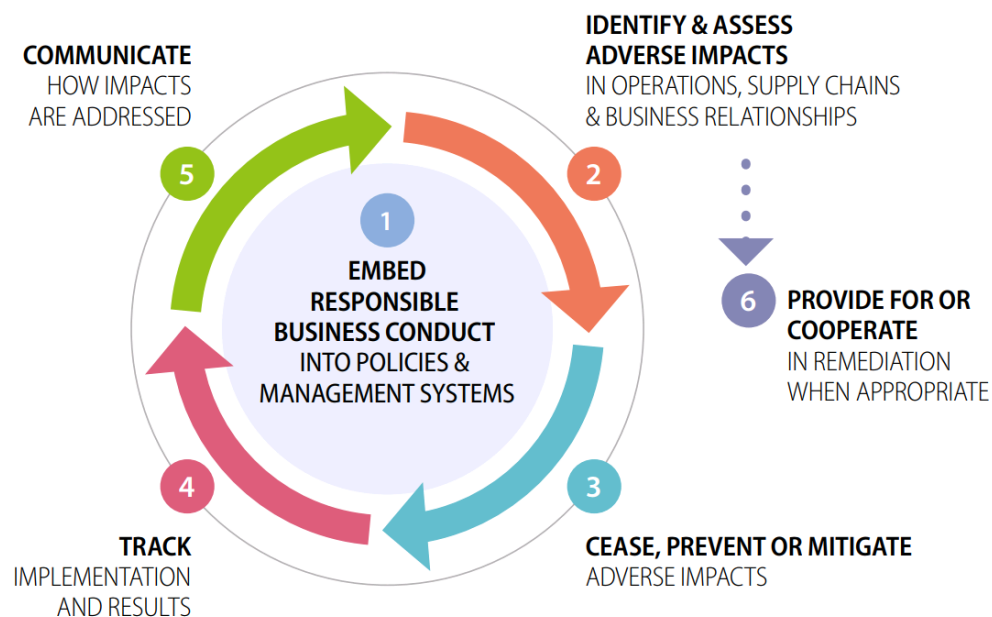 1
EMBED
RESPONSIBLE
BUSINESS CONDUCT
INTO POLICIES &
MANAGEMENT SYSTEMS
2
IDENTIFY & ASSESS
ADVERSE IMPACTS
IN OPERATIONS, SUPPLY CHAINS
& BUSINESS RELATIONSHIPS
3
CEASE, PREVENT OR MITIGATE
ADVERSE IMPACTS
4
TRACK
IMPLEMENTATION
AND RESULTS
5
COMMUNICATE
HOW IMPACTS
ARE ADDRESSED
6
PROVIDE FOR OR
COOPERATE
IN REMEDIATION
WHEN APPROPRIATE